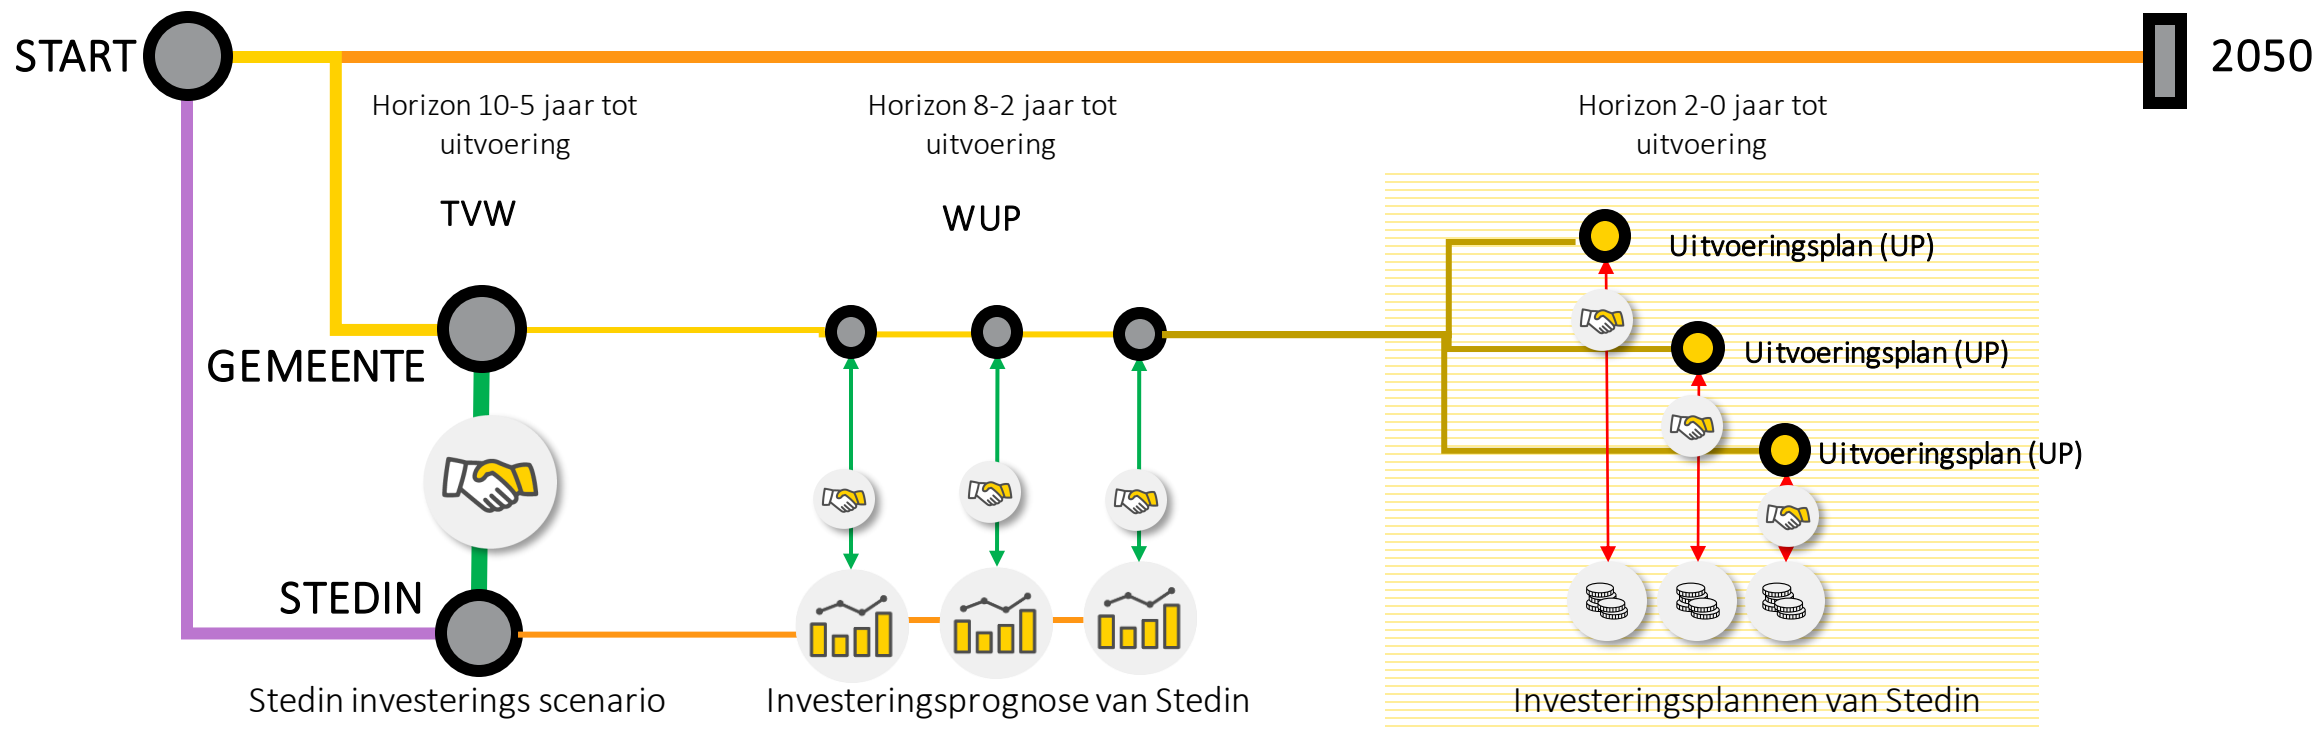 START
2050
Horizon 10-5 jaar tot
uitvoering
Horizon 8-2 jaar tot
uitvoering
Horizon 2-0 jaar tot
uitvoering
TVW
WUP
Uitvoeringsplan (UP)
Uitvoeringsplan (UP)
Uitvoeringsplan (UP)
GEMEENTE
STEDIN
Stedin investerings scenario
Investeringsprognose van Stedin
Investeringsplannen van Stedin